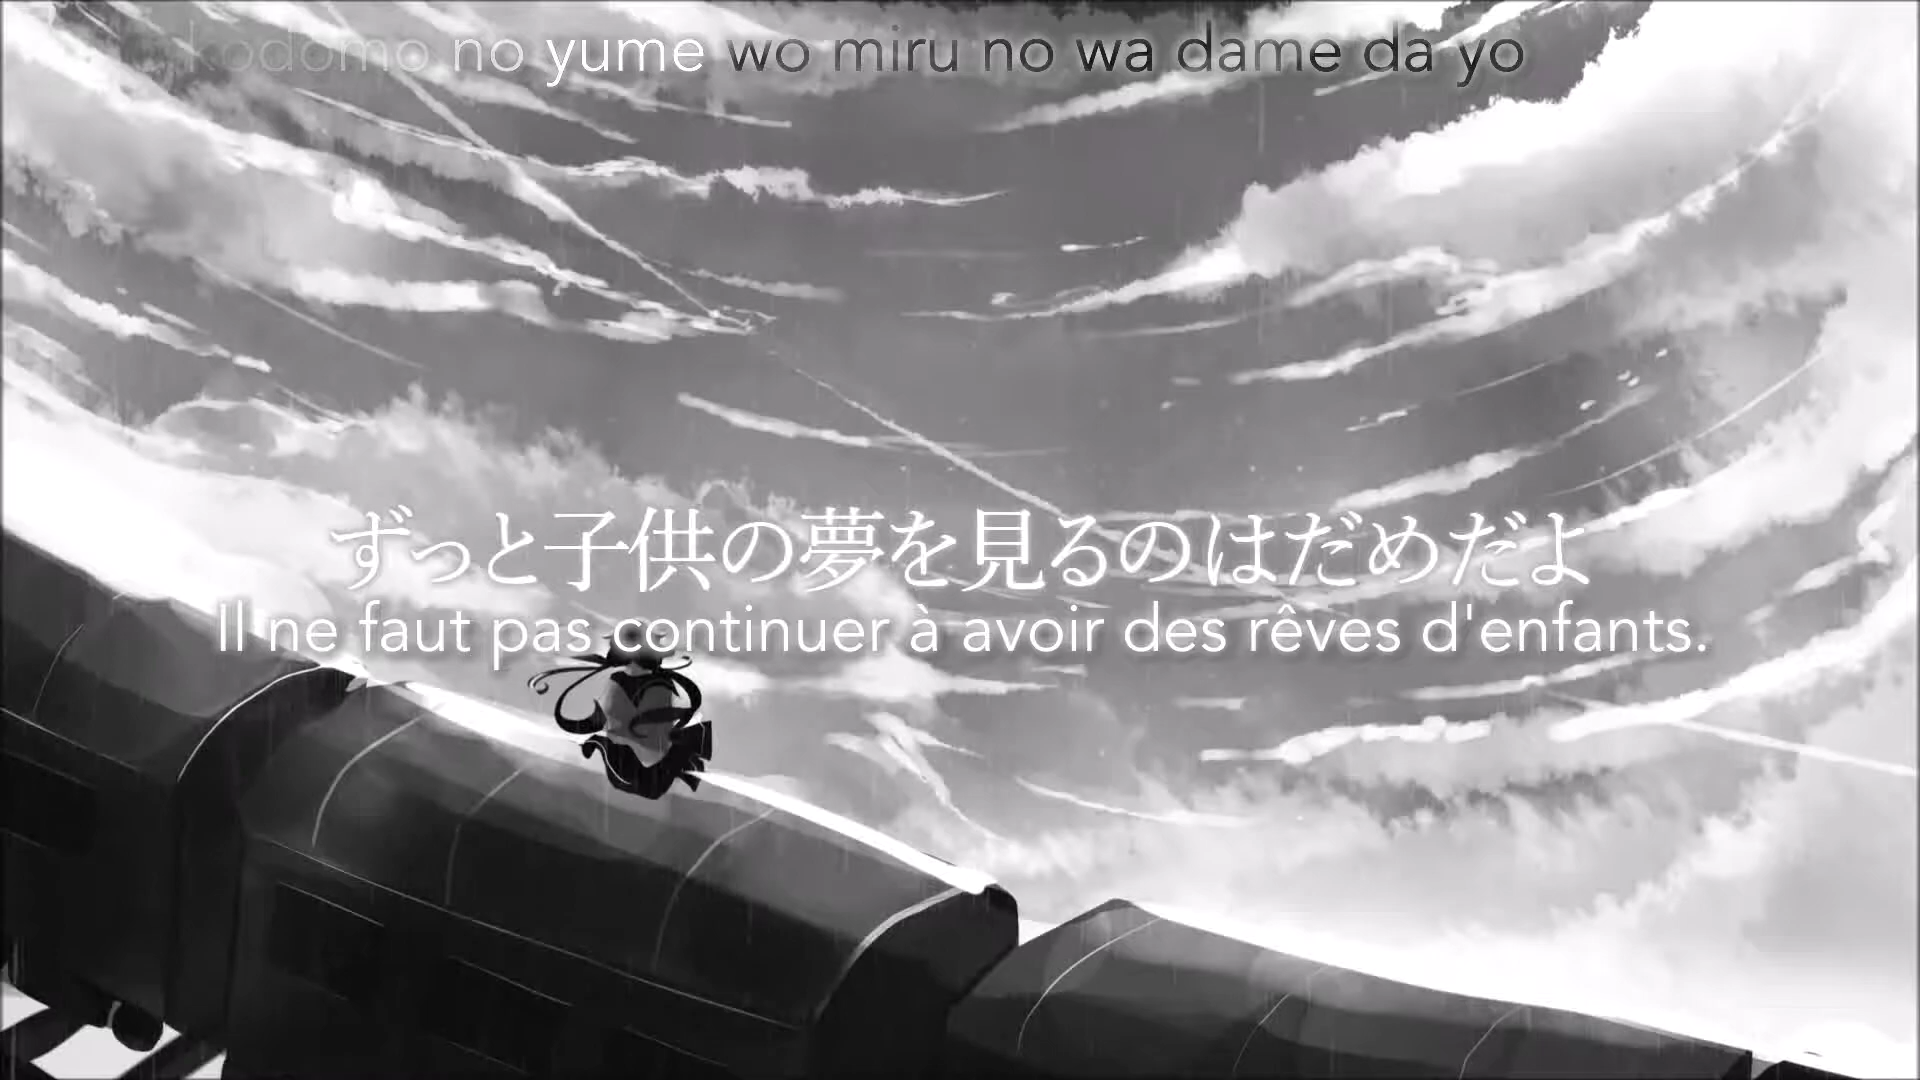 kodomo no yume wo miru no wa dame da yo
ずっと子供の夢を見るのはだめだよ
Il ne faut pas continuer à avoir des rêves d'enfants.